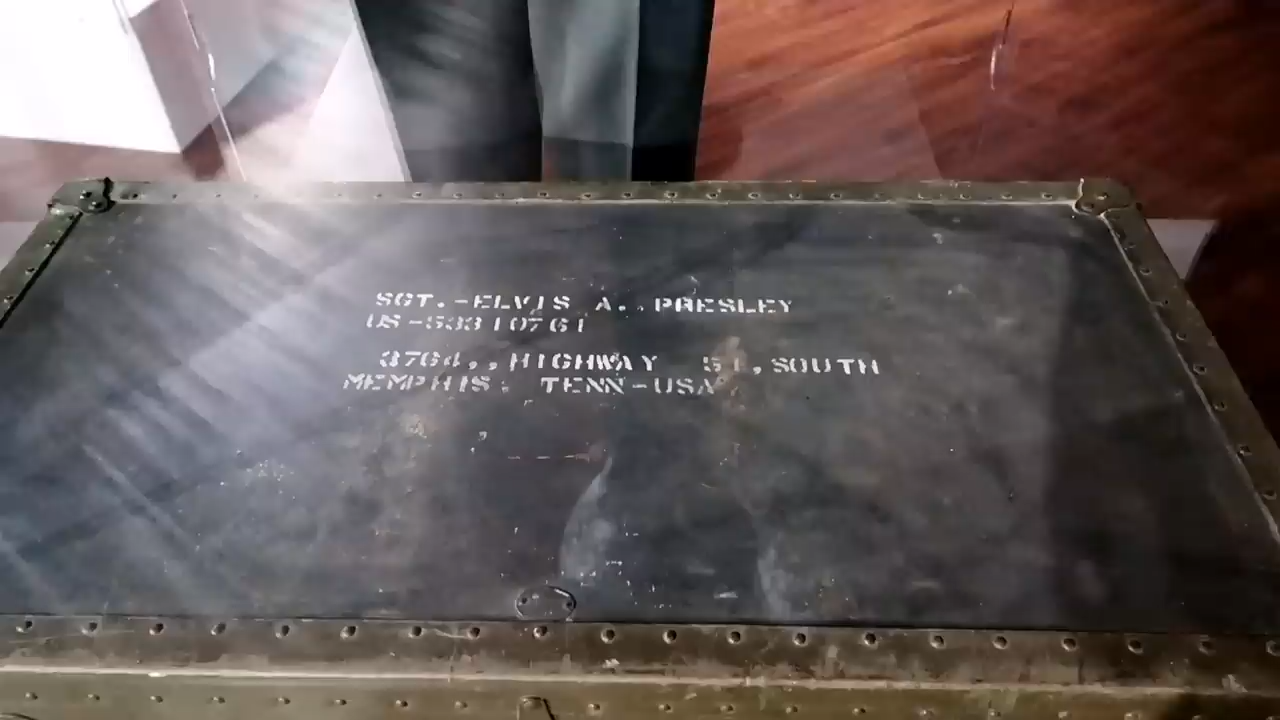 SGT.-ELVIS A. PRESLEY
US-53310761
3764,,HIGHWAY 51,SOUTH
MEMPHIS, TENN-USA